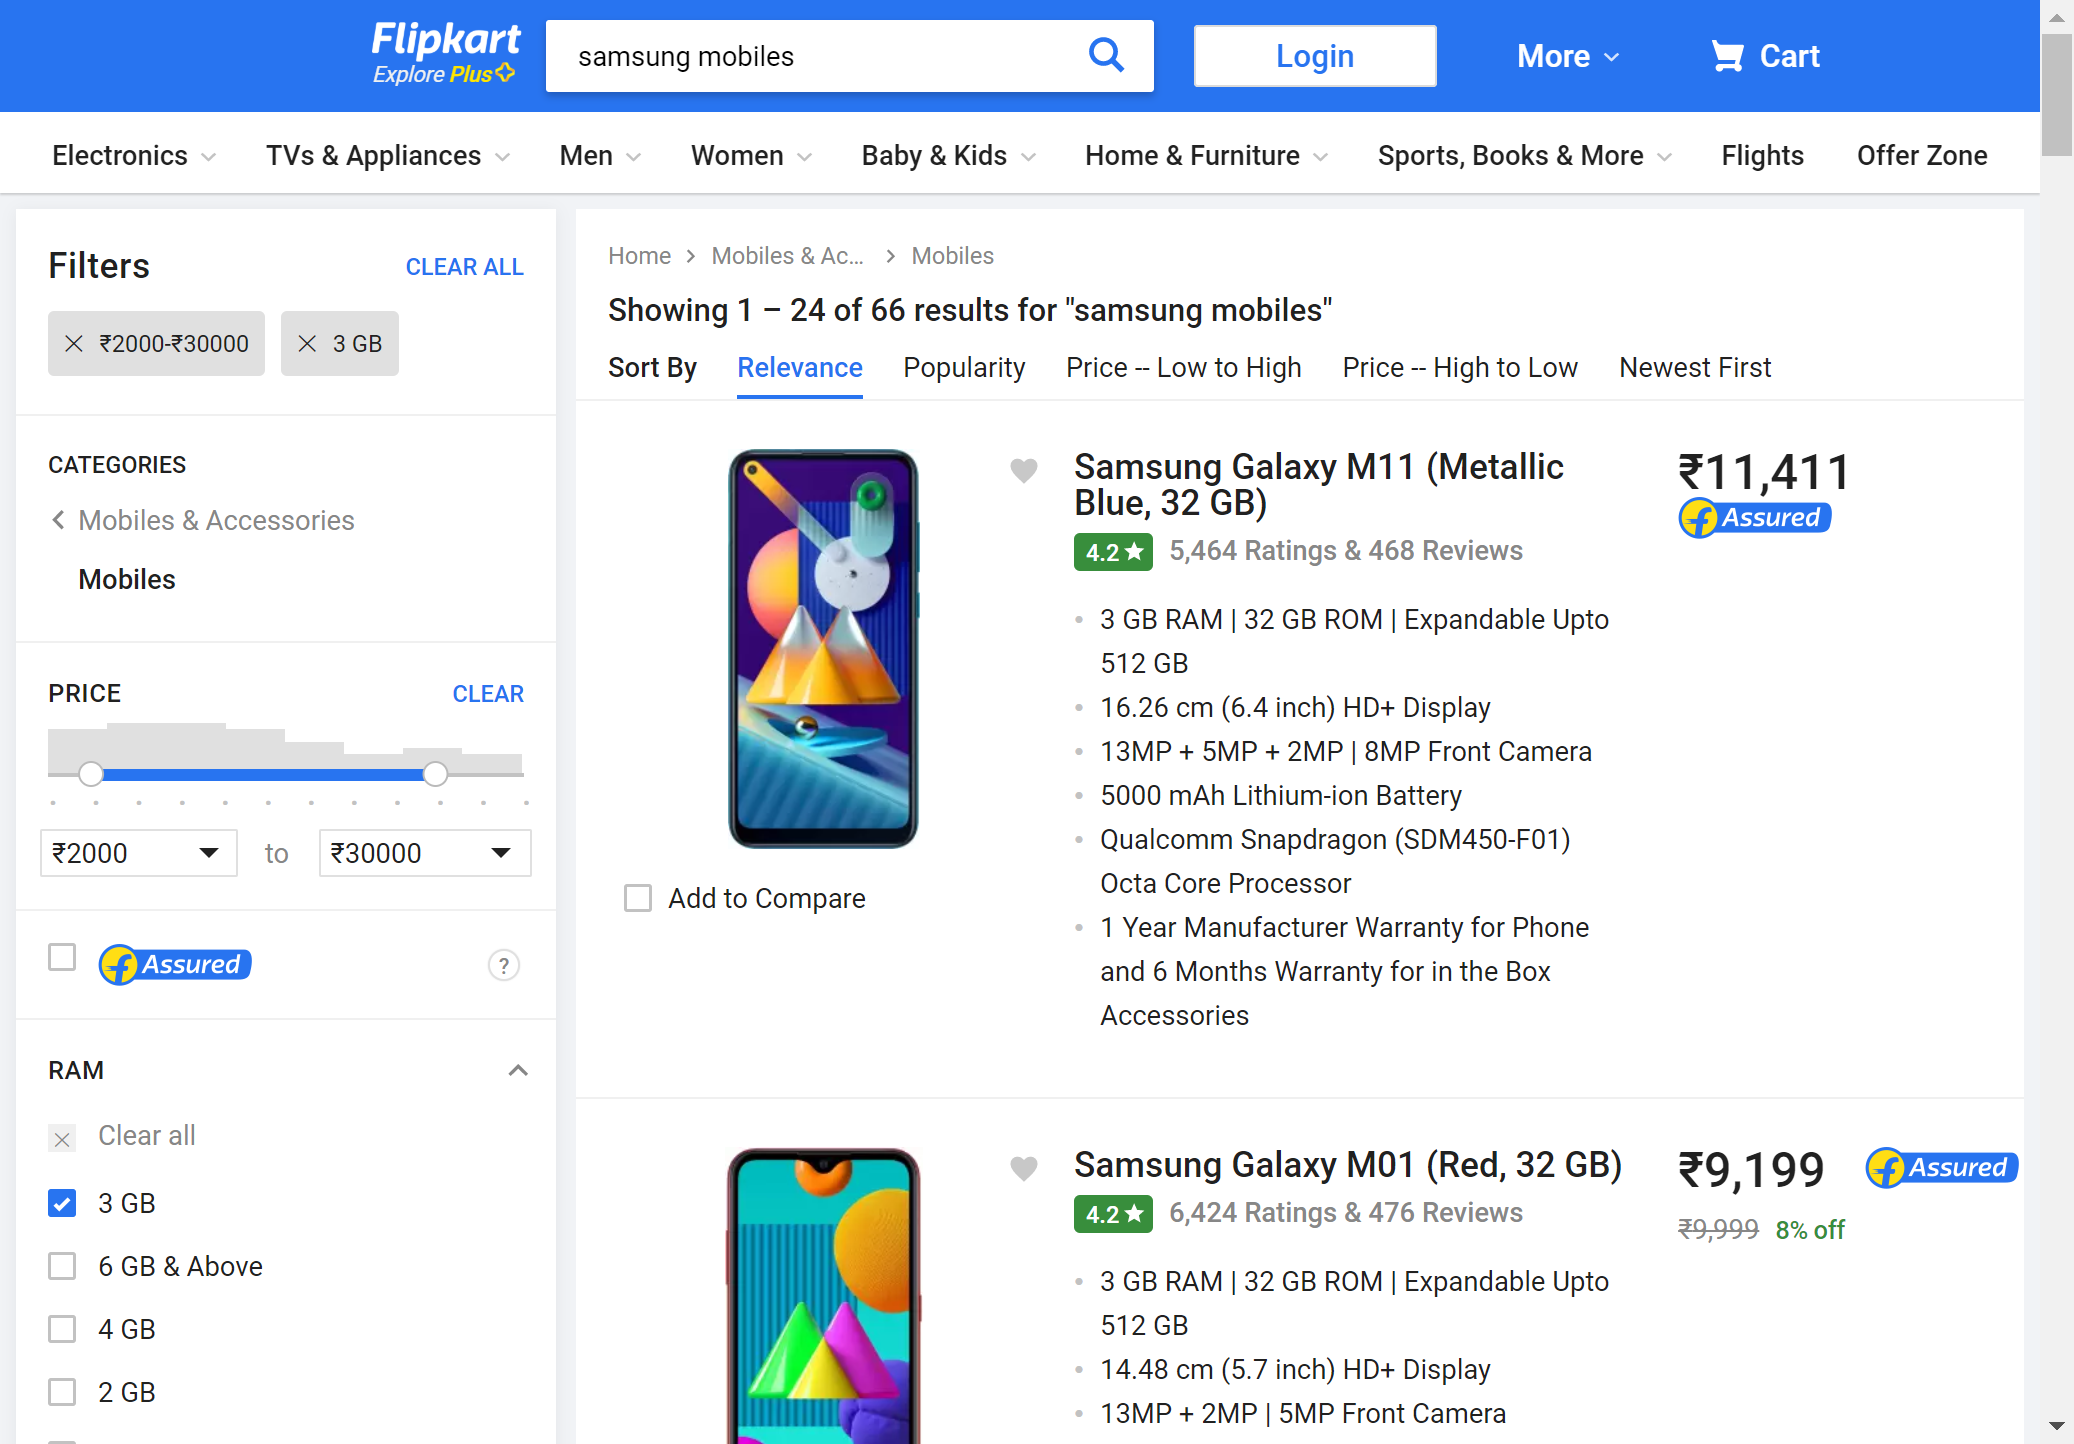 Flipkart
Explore Plus
samsung mobiles
Login
More
Cart
Electronics
TVs & Appliances
Men
Women
Baby & Kids
Home & Furniture
Sports, Books & More
Flights
Offer Zone
Filters
CLEAR ALL
₹2000-₹30000
3 GB
CATEGORIES
Mobiles & Accessories
Mobiles
PRICE
CLEAR
₹2000
to
₹30000
Assured
?
RAM
Clear all
3 GB
6 GB & Above
4 GB
2 GB
Home
Mobiles & Ac...
Mobiles
Showing 1 – 24 of 66 results for "samsung mobiles"
Sort By
Relevance
Popularity
Price -- Low to High
Price -- High to Low
Newest First
Add to Compare
Samsung Galaxy M11 (Metallic
Blue, 32 GB)
4.2
5,464 Ratings & 468 Reviews
3 GB RAM | 32 GB ROM | Expandable Upto
512 GB
16.26 cm (6.4 inch) HD+ Display
13MP + 5MP + 2MP | 8MP Front Camera
5000 mAh Lithium-ion Battery
Qualcomm Snapdragon (SDM450-F01)
Octa Core Processor
1 Year Manufacturer Warranty for Phone
and 6 Months Warranty for in the Box
Accessories
₹11,411
Assured
Samsung Galaxy M01 (Red, 32 GB)
4.2
6,424 Ratings & 476 Reviews
3 GB RAM | 32 GB ROM | Expandable Upto
512 GB
14.48 cm (5.7 inch) HD+ Display
13MP + 2MP | 5MP Front Camera
₹9,199
Assured
₹9,999
8% off